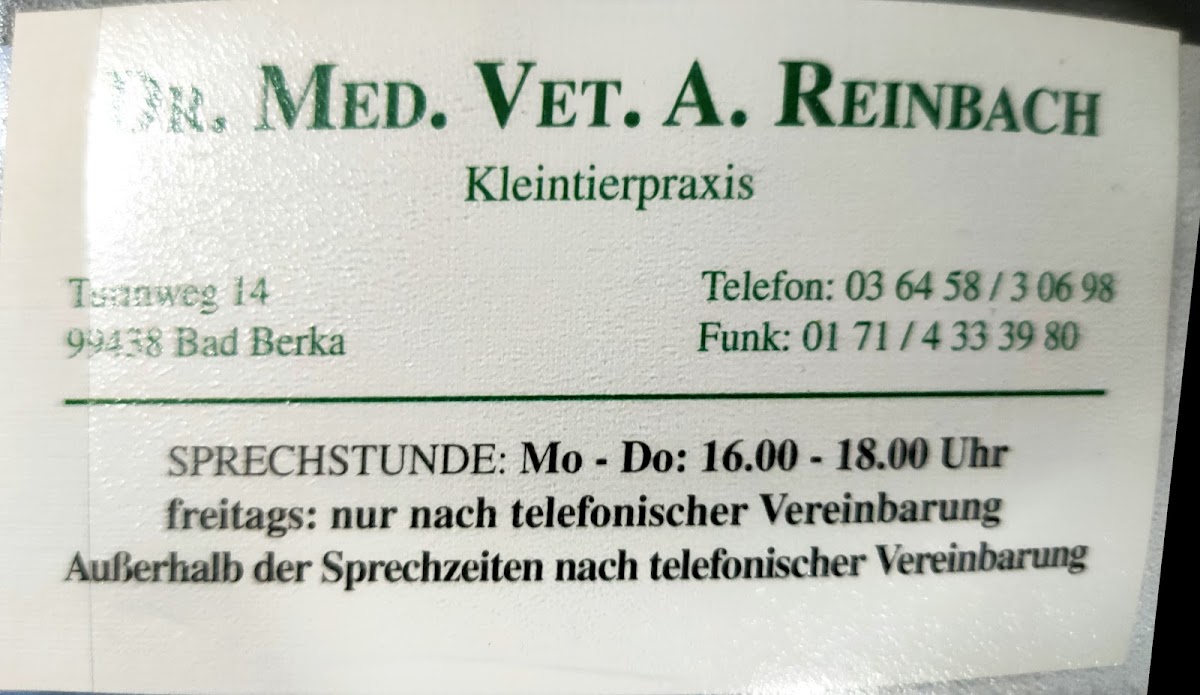 DR. MED. VET. A. REINBACH
Kleintierpraxis
14
99438 Bad Berka
Telefon: 03 64 58 / 3 06 98
Funk: 01 71 / 4 33 39 80
SPRECHSTUNDE: Mo - Do: 16.00 - 18.00 Uhr
freitags: nur nach telefonischer Vereinbarung
Außerhalb der Sprechzeiten nach telefonischer Vereinbarung